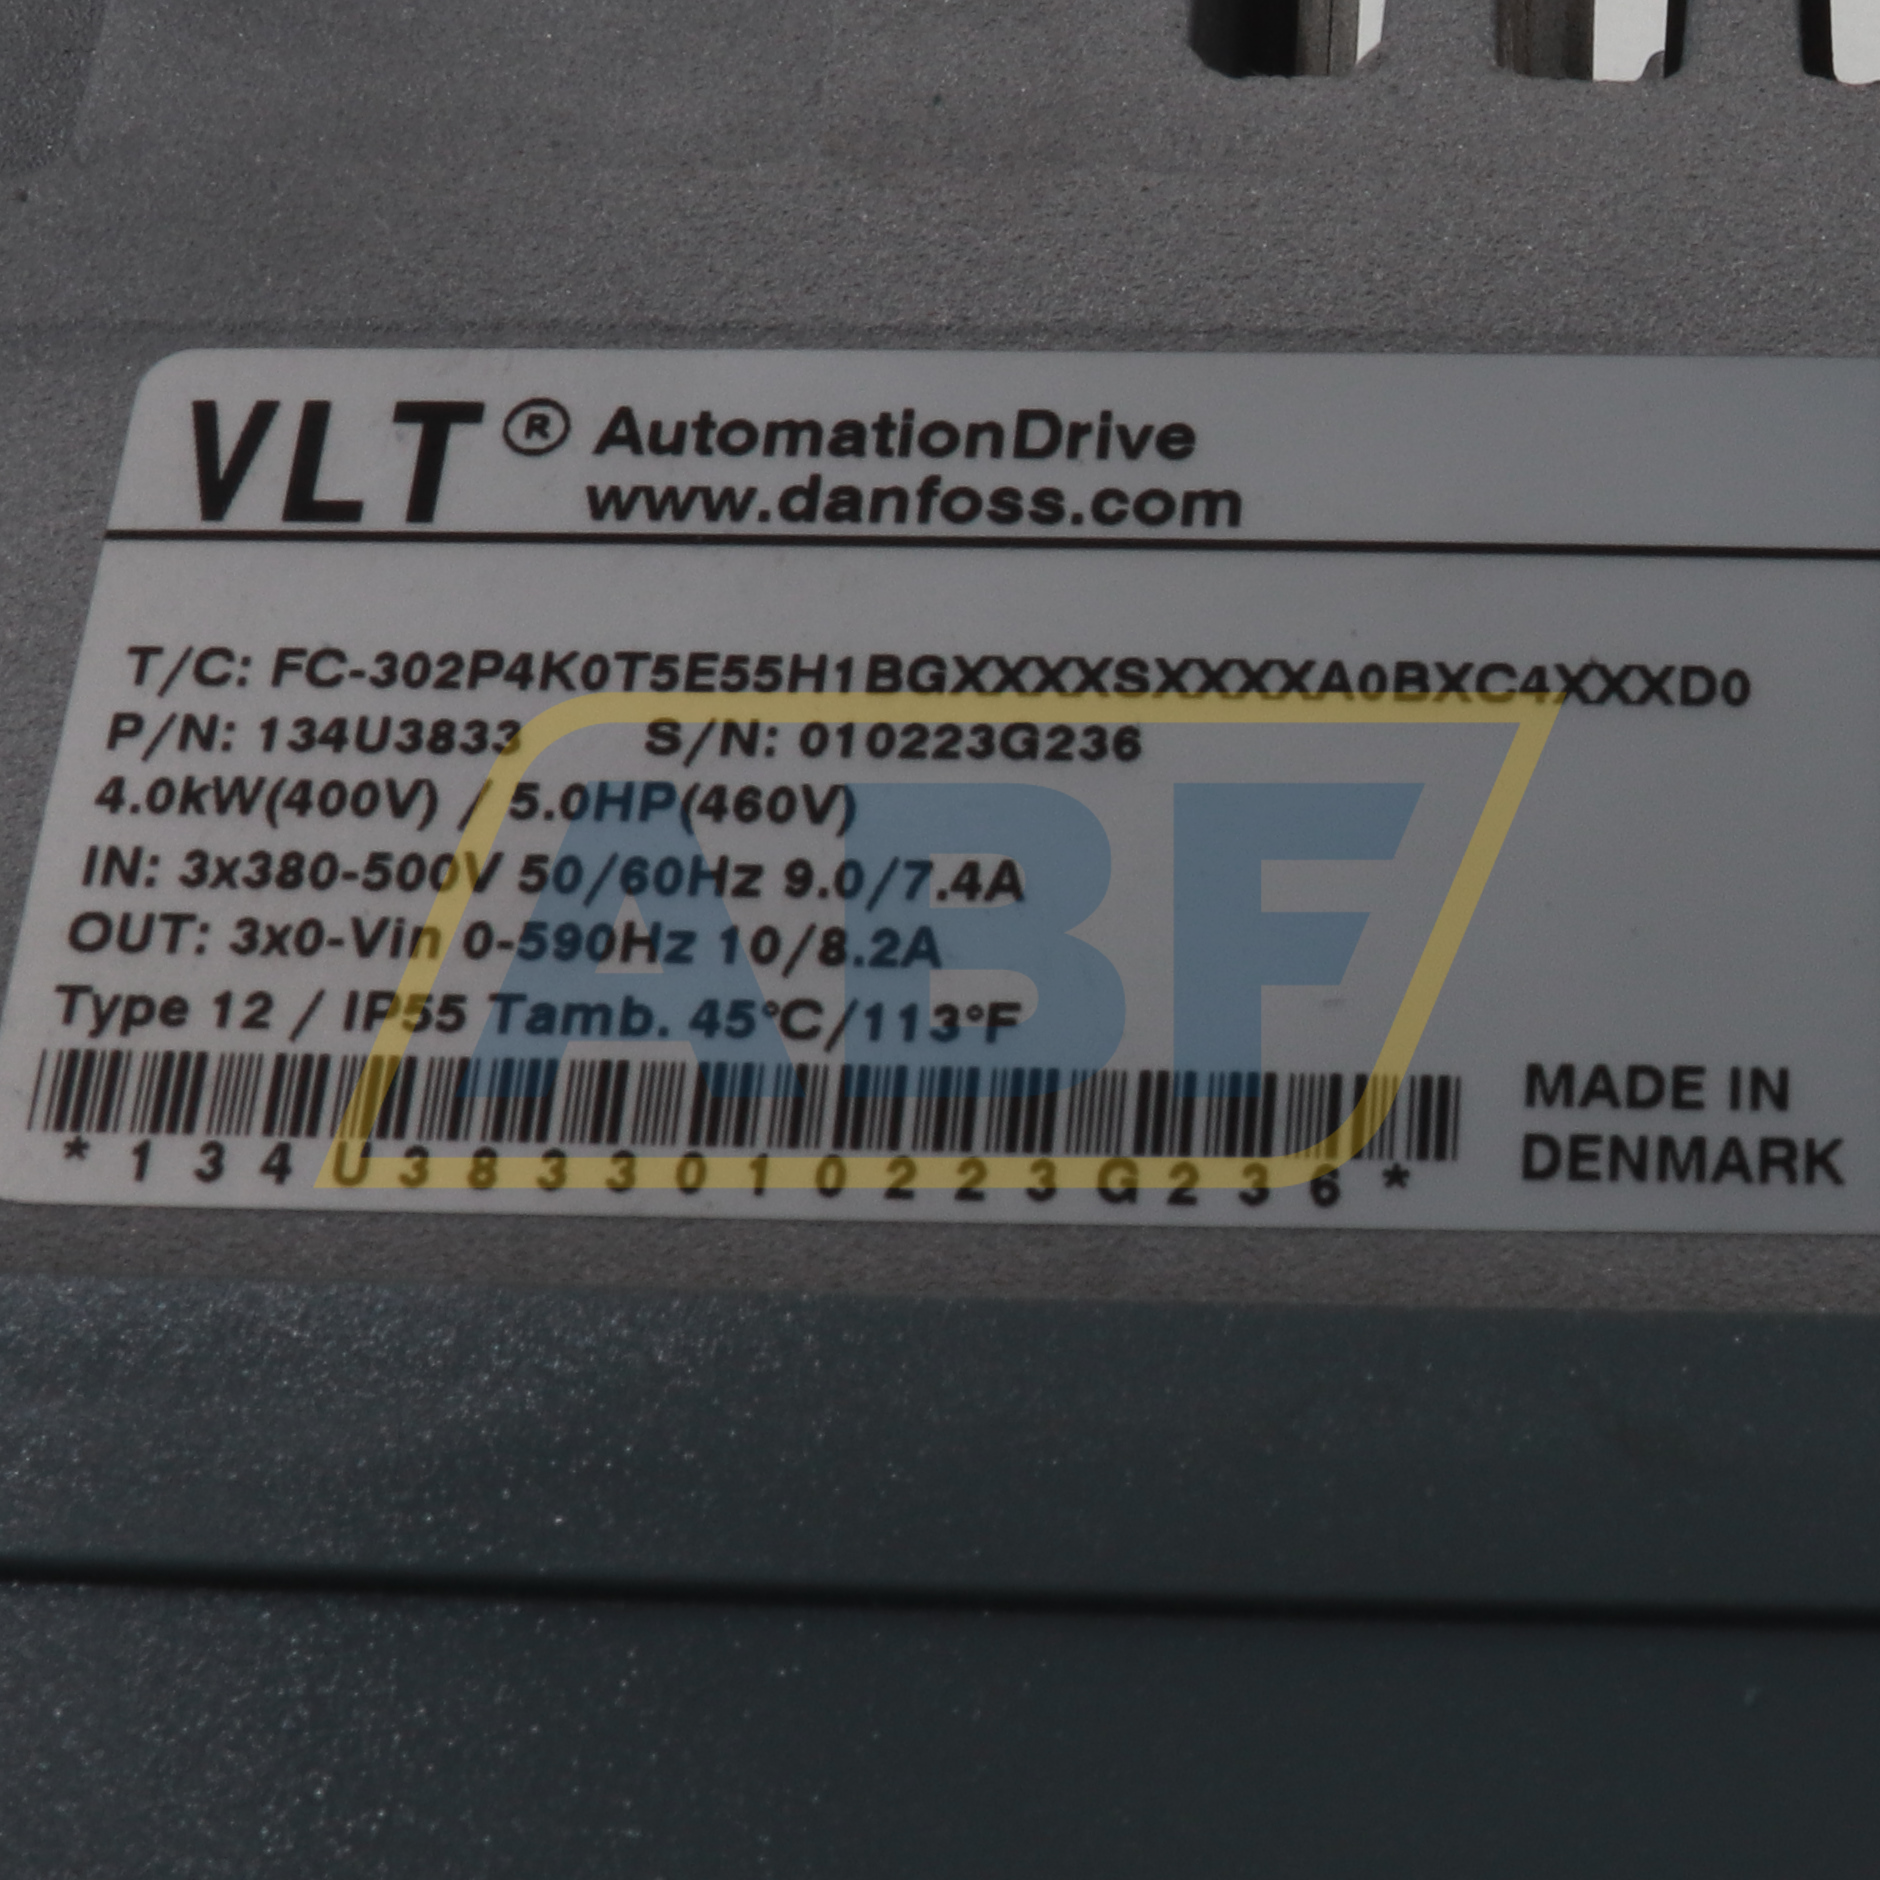 VLT® AutomationDrive
www.danfoss.com
T/C: FC-302P4K0T5E55H1BGXXXXSXXXXA0BXC4XXXD0
P/N: 134U3833 S/N: 010223G236
4.0kW(400V) / 5.0HP(460V)
IN: 3x380-500V 50/60Hz 9.0/7.4A
OUT: 3x0-Vin 0-590Hz 10/8.2A
Type 12 / IP55 Tamb. 45°C/113°F
*134U3833010223G236*
MADE IN
DENMARK
ABF